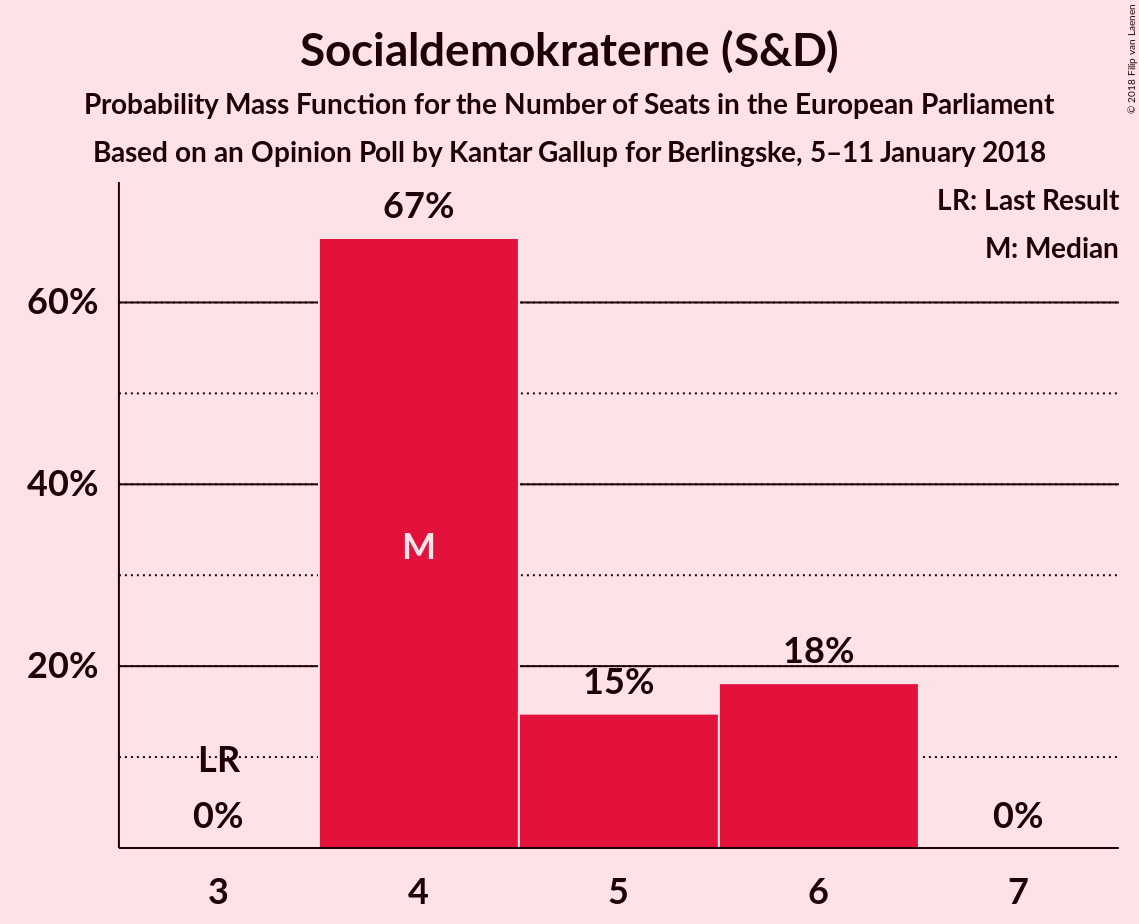 Socialdemokraterne (S&D)
Probability Mass Function for the Number of Seats in the European Parliament
Based on an Opinion Poll by Kantar Gallup for Berlingske, 5–11 January 2018
© 2018 Filip van Laenen
LR: Last Result
M: Median
67%
60%
40%
M
20%
18%
15%
LR
0%
0%
3
4
5
6
7